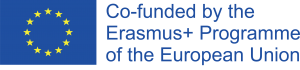 Co-funded by the
Erasmus+ Programme
of the European Union